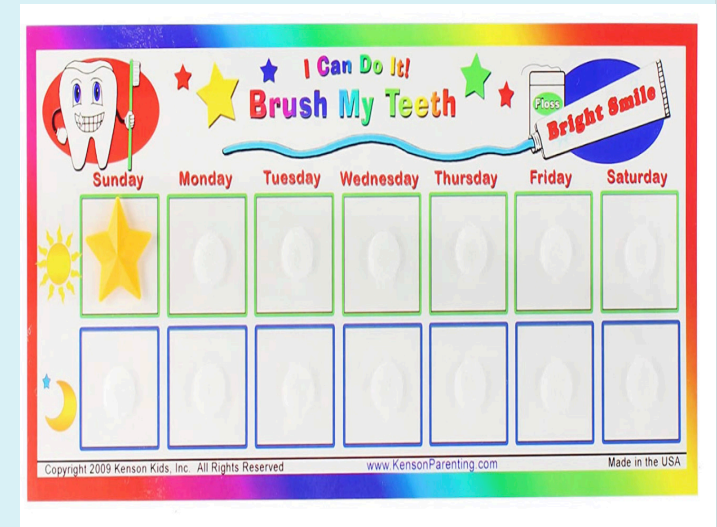 I Can Do It!
Brush My Teeth
Floss
Bright Smile
Sunday Monday Tuesday Wednesday Thursday Friday Saturday
Copyright 2009 Kenson Kids, Inc. All Rights Reserved www.KensonParenting.com Made in the USA